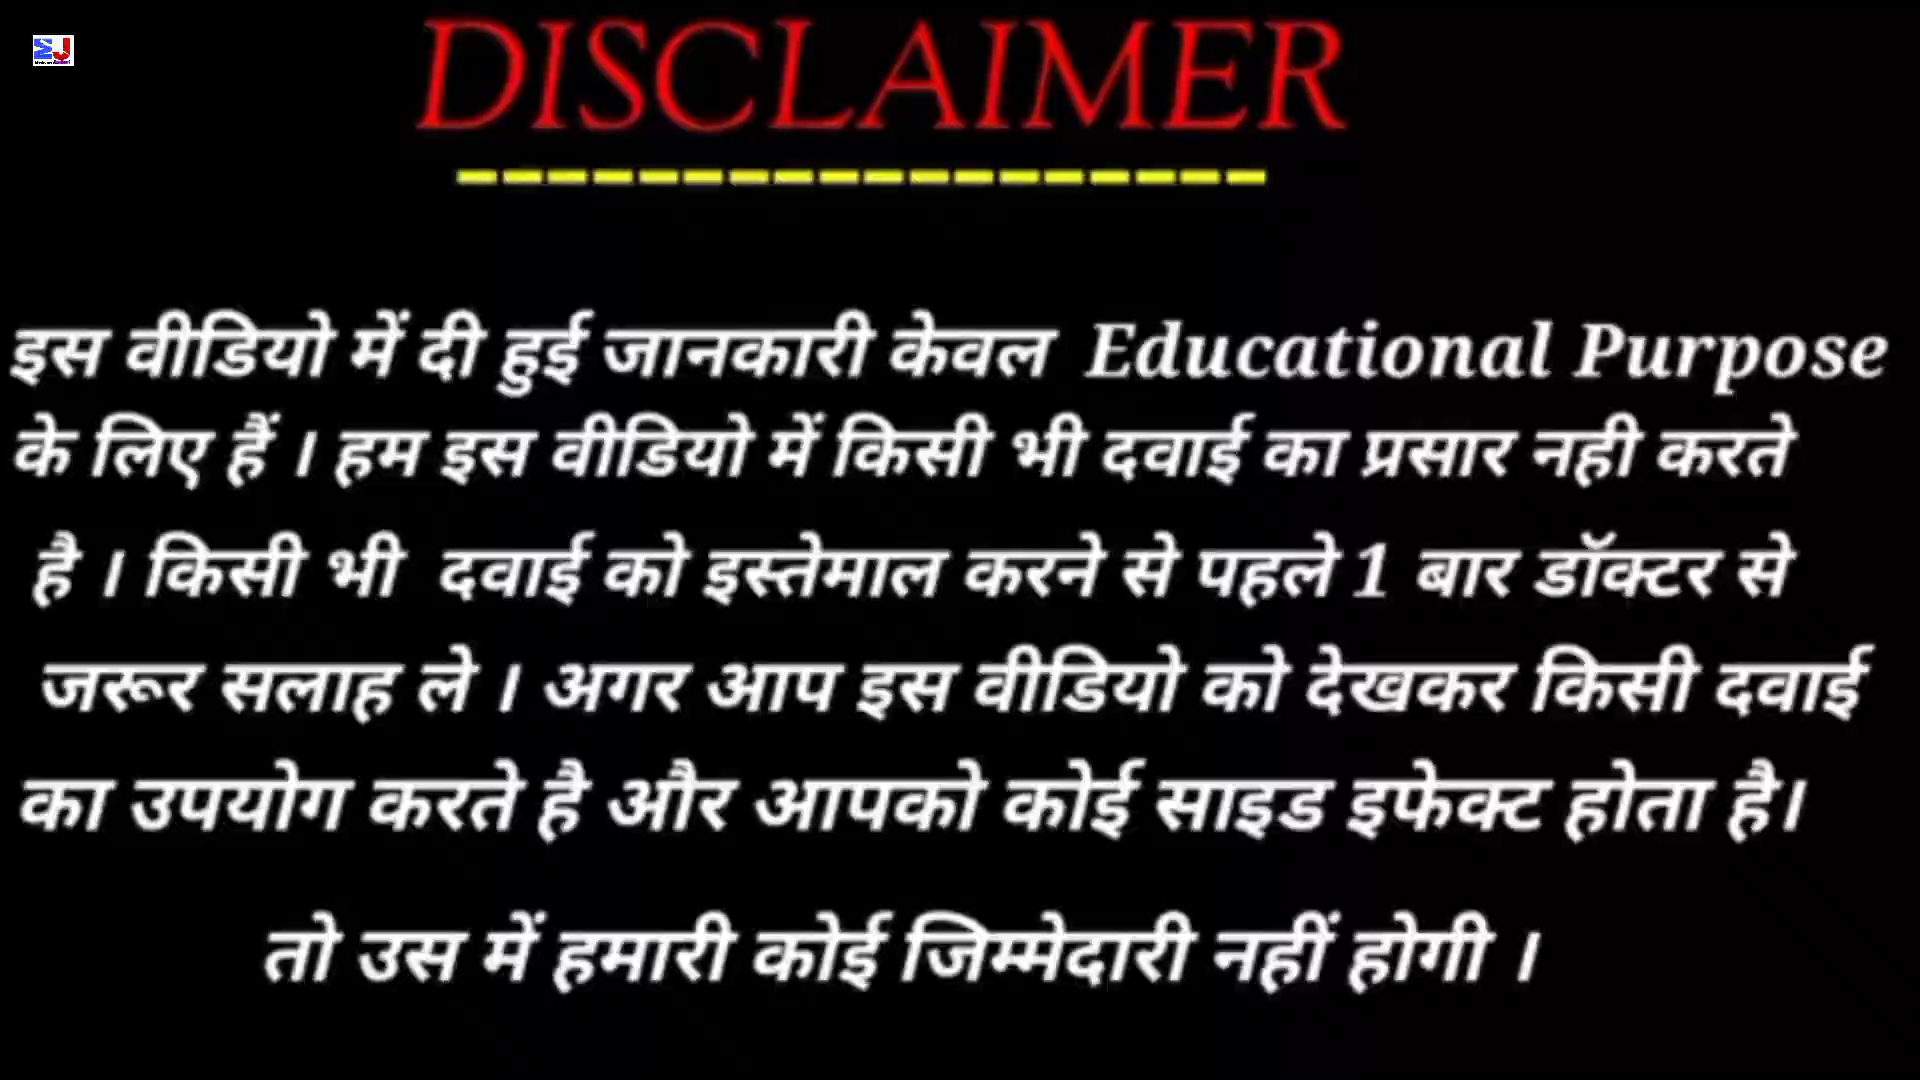 DISCLAIMER
इस वीडियो में दी हुई जानकारी केवल Educational Purpose
के लिए हैं । हम इस वीडियो में किसी भी दवाई का प्रसार नही करते
है । किसी भी दवाई को इस्तेमाल करने से पहले 1 बार डॉक्टर से
जरूर सलाह ले । अगर आप इस वीडियो को देखकर किसी दवाई
का उपयोग करते है और आपको कोई साइड इफेक्ट होता है।
तो उस में हमारी कोई जिम्मेदारी नहीं होगी ।